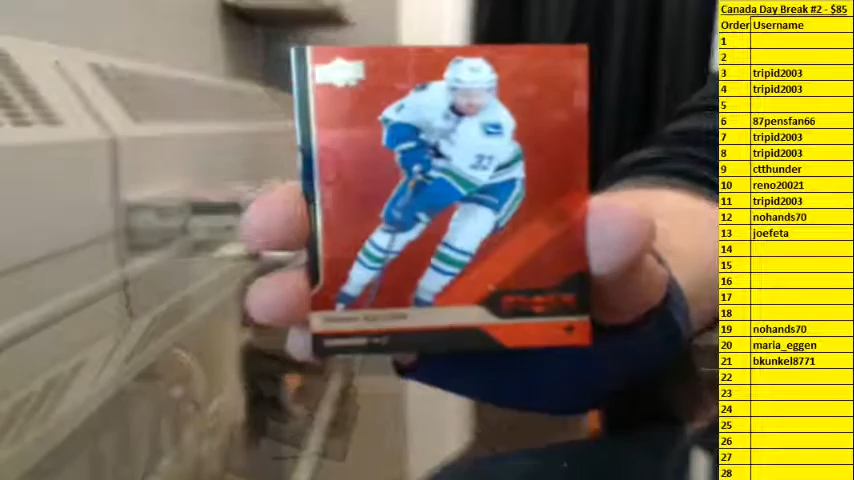 Canada Day Break #2 - $85
Order Username
1
2
3 tripid2003
4 tripid2003
5
6 87pensfan66
7 tripid2003
8 tripid2003
9 ctthunder
10 reno20021
11 tripid2003
12 nohands70
13 joefeta
14
15
16
17
18
19 nohands70
20 maria_eggen
21 bkunkel8771
22
23
24
25
26
27
28